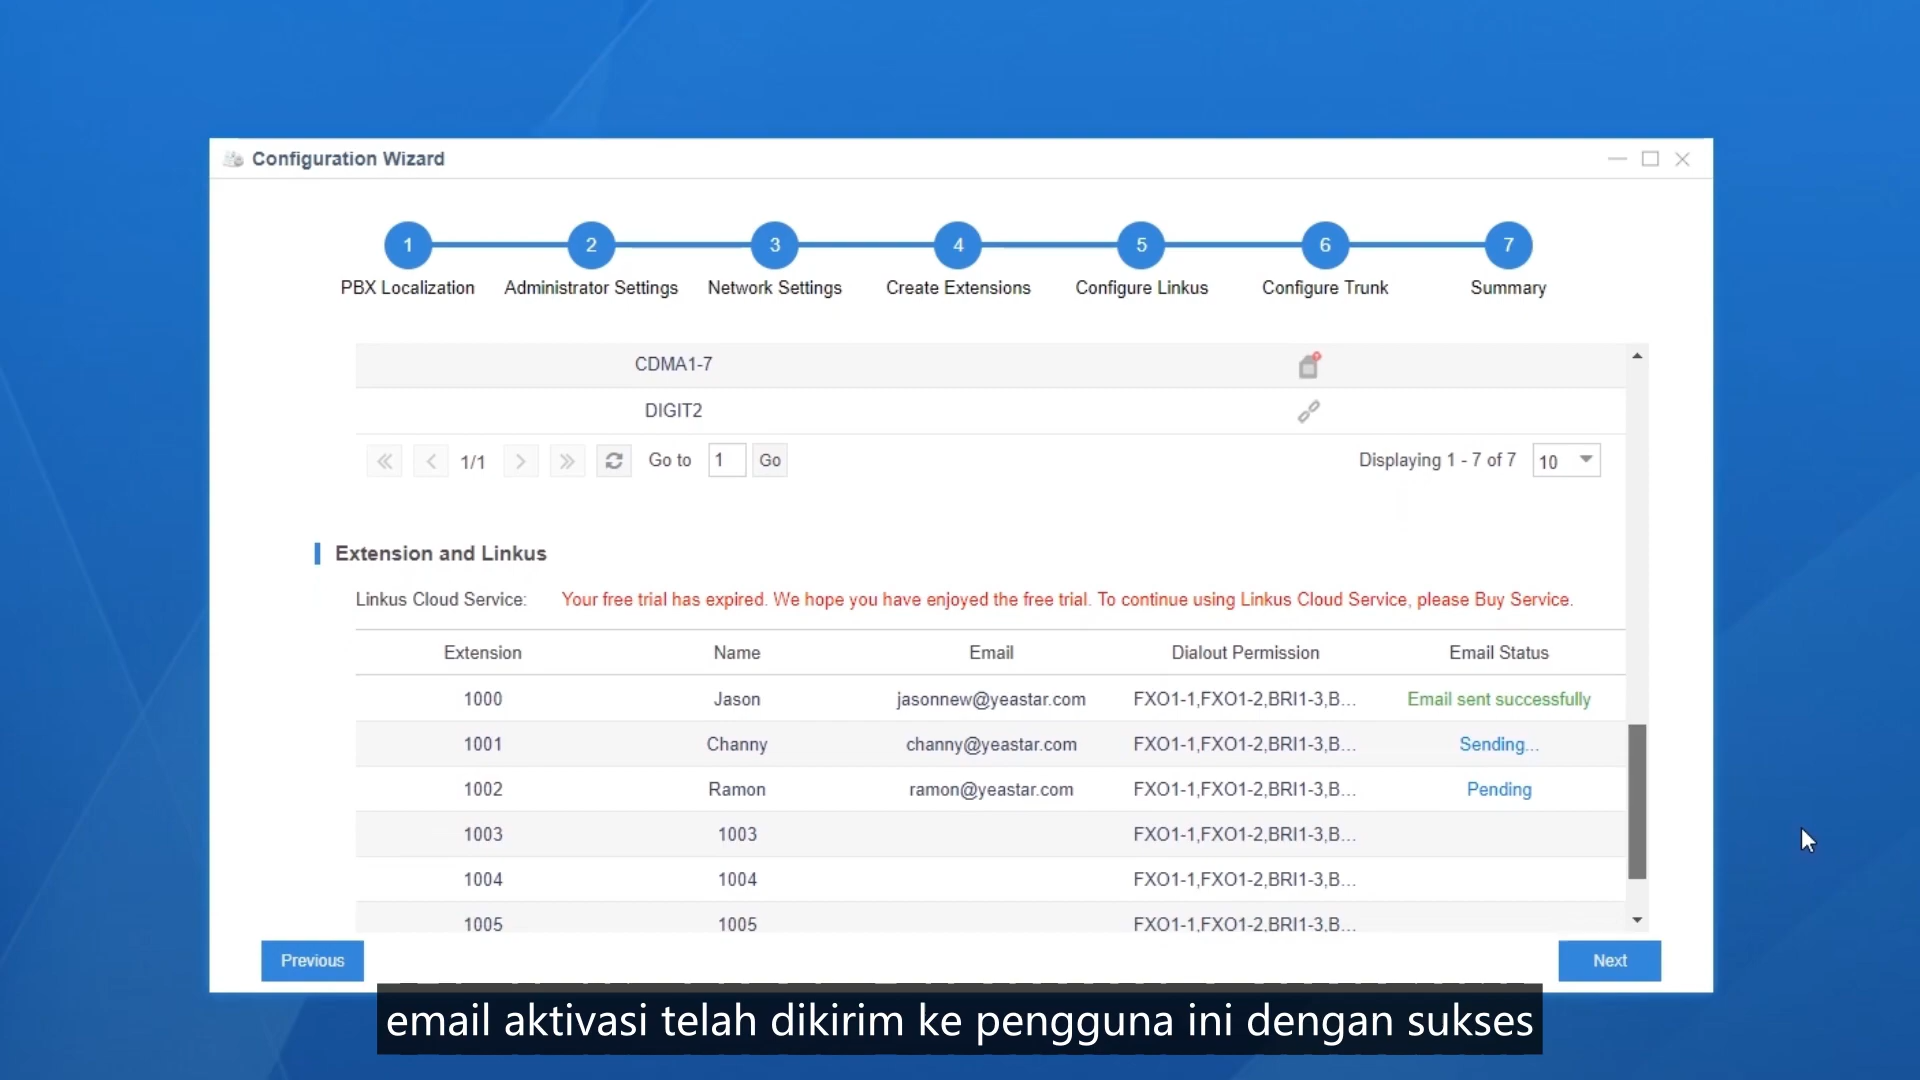 Configuration Wizard
1 2 3 4 5 6 7
PBX Localization Administrator Settings Network Settings Create Extensions Configure Linkus Configure Trunk Summary
CDMA1-7
DIGIT2
1/1 Go to 1 Go Displaying 1 - 7 of 7 10
Extension and Linkus
Linkus Cloud Service: Your free trial has expired. We hope you have enjoyed the free trial. To continue using Linkus Cloud Service, please Buy Service.
Extension Name Email Dialout Permission Email Status
1000 Jason jasonnew@yeastar.com FXO1-1,FXO1-2,BRI1-3,B... Email sent successfully
1001 Channy channy@yeastar.com FXO1-1,FXO1-2,BRI1-3,B... Sending...
1002 Ramon ramon@yeastar.com FXO1-1,FXO1-2,BRI1-3,B... Pending
1003 1003 FXO1-1,FXO1-2,BRI1-3,B...
1004 1004 FXO1-1,FXO1-2,BRI1-3,B...
1005 1005 FXO1-1,FXO1-2,BRI1-3,B...
Previous Next
email aktivasi telah dikirim ke pengguna ini dengan sukses